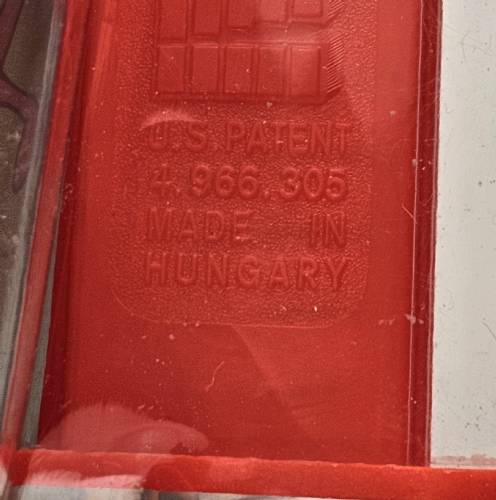 U.S. PATENT
4.966.305
MADE IN
HUNGARY